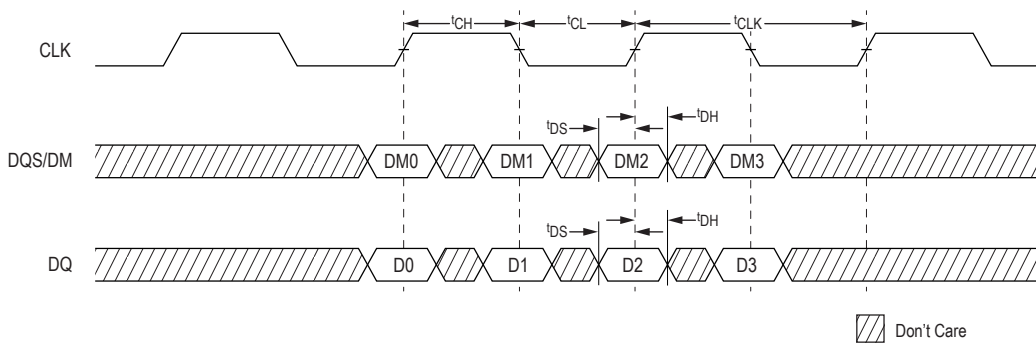 tCH tCL tCLK
CLK
tDS tDH
DQS/DM DM0 DM1 DM2 DM3
tDS tDH
DQ D0 D1 D2 D3
Don't Care